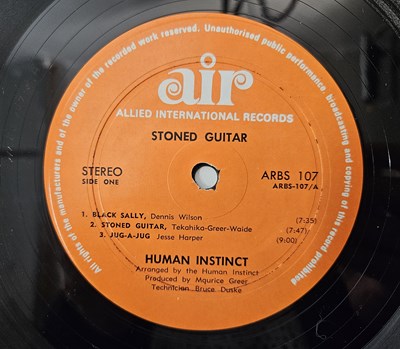 All rights of the manufacturers and of the owner of the recorded work reserved. Unauthorised public performance, broadcasting and copying of this record prohibited
air
ALLIED INTERNATIONAL RECORDS
STONED GUITAR
STEREO
SIDE ONE
ARBS 107
ARBS-107/A
1. BLACK SALLY, Dennis Wilson (7-35)
2. STONED GUITAR, Tekahika-Greer-Waide (7:47)
3. JUG-A-JUG Jesse Harper (9:00)
HUMAN INSTINCT
Arranged by the Human Instinct
Produced by Maurice Greer
Technician Bruce Duske